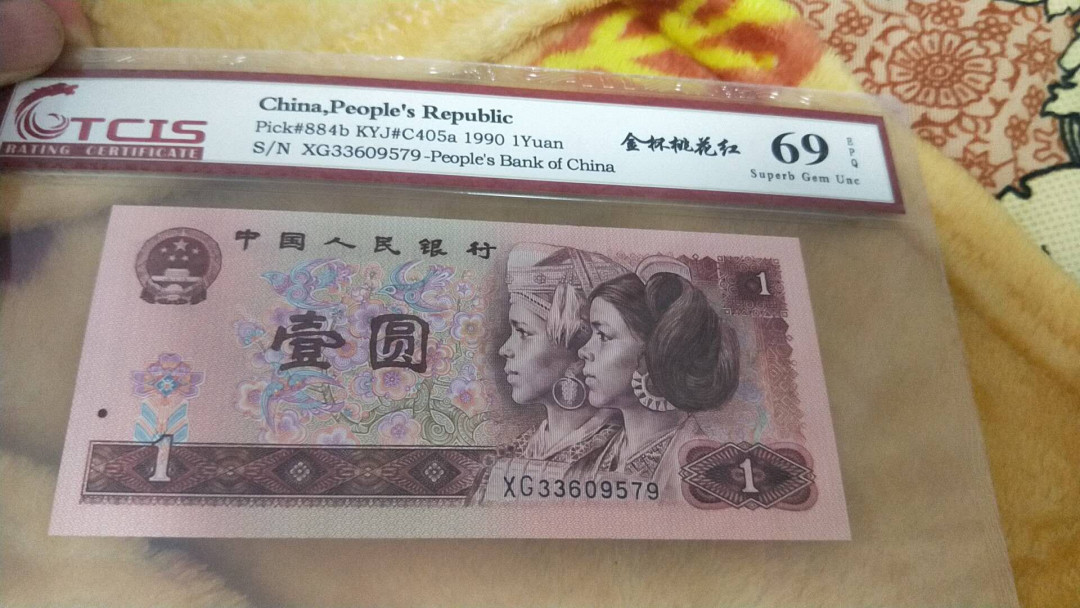 TCIS
RATING CERTIFICATE
China,People's Republic
Pick#884b KYJ#C405a 1990 1Yuan
S/N XG33609579-People's Bank of China
金杯桃花红
69
EPQ
Superb Gem Unc
中国人民银行
1
壹圆
1
XG33609579
1